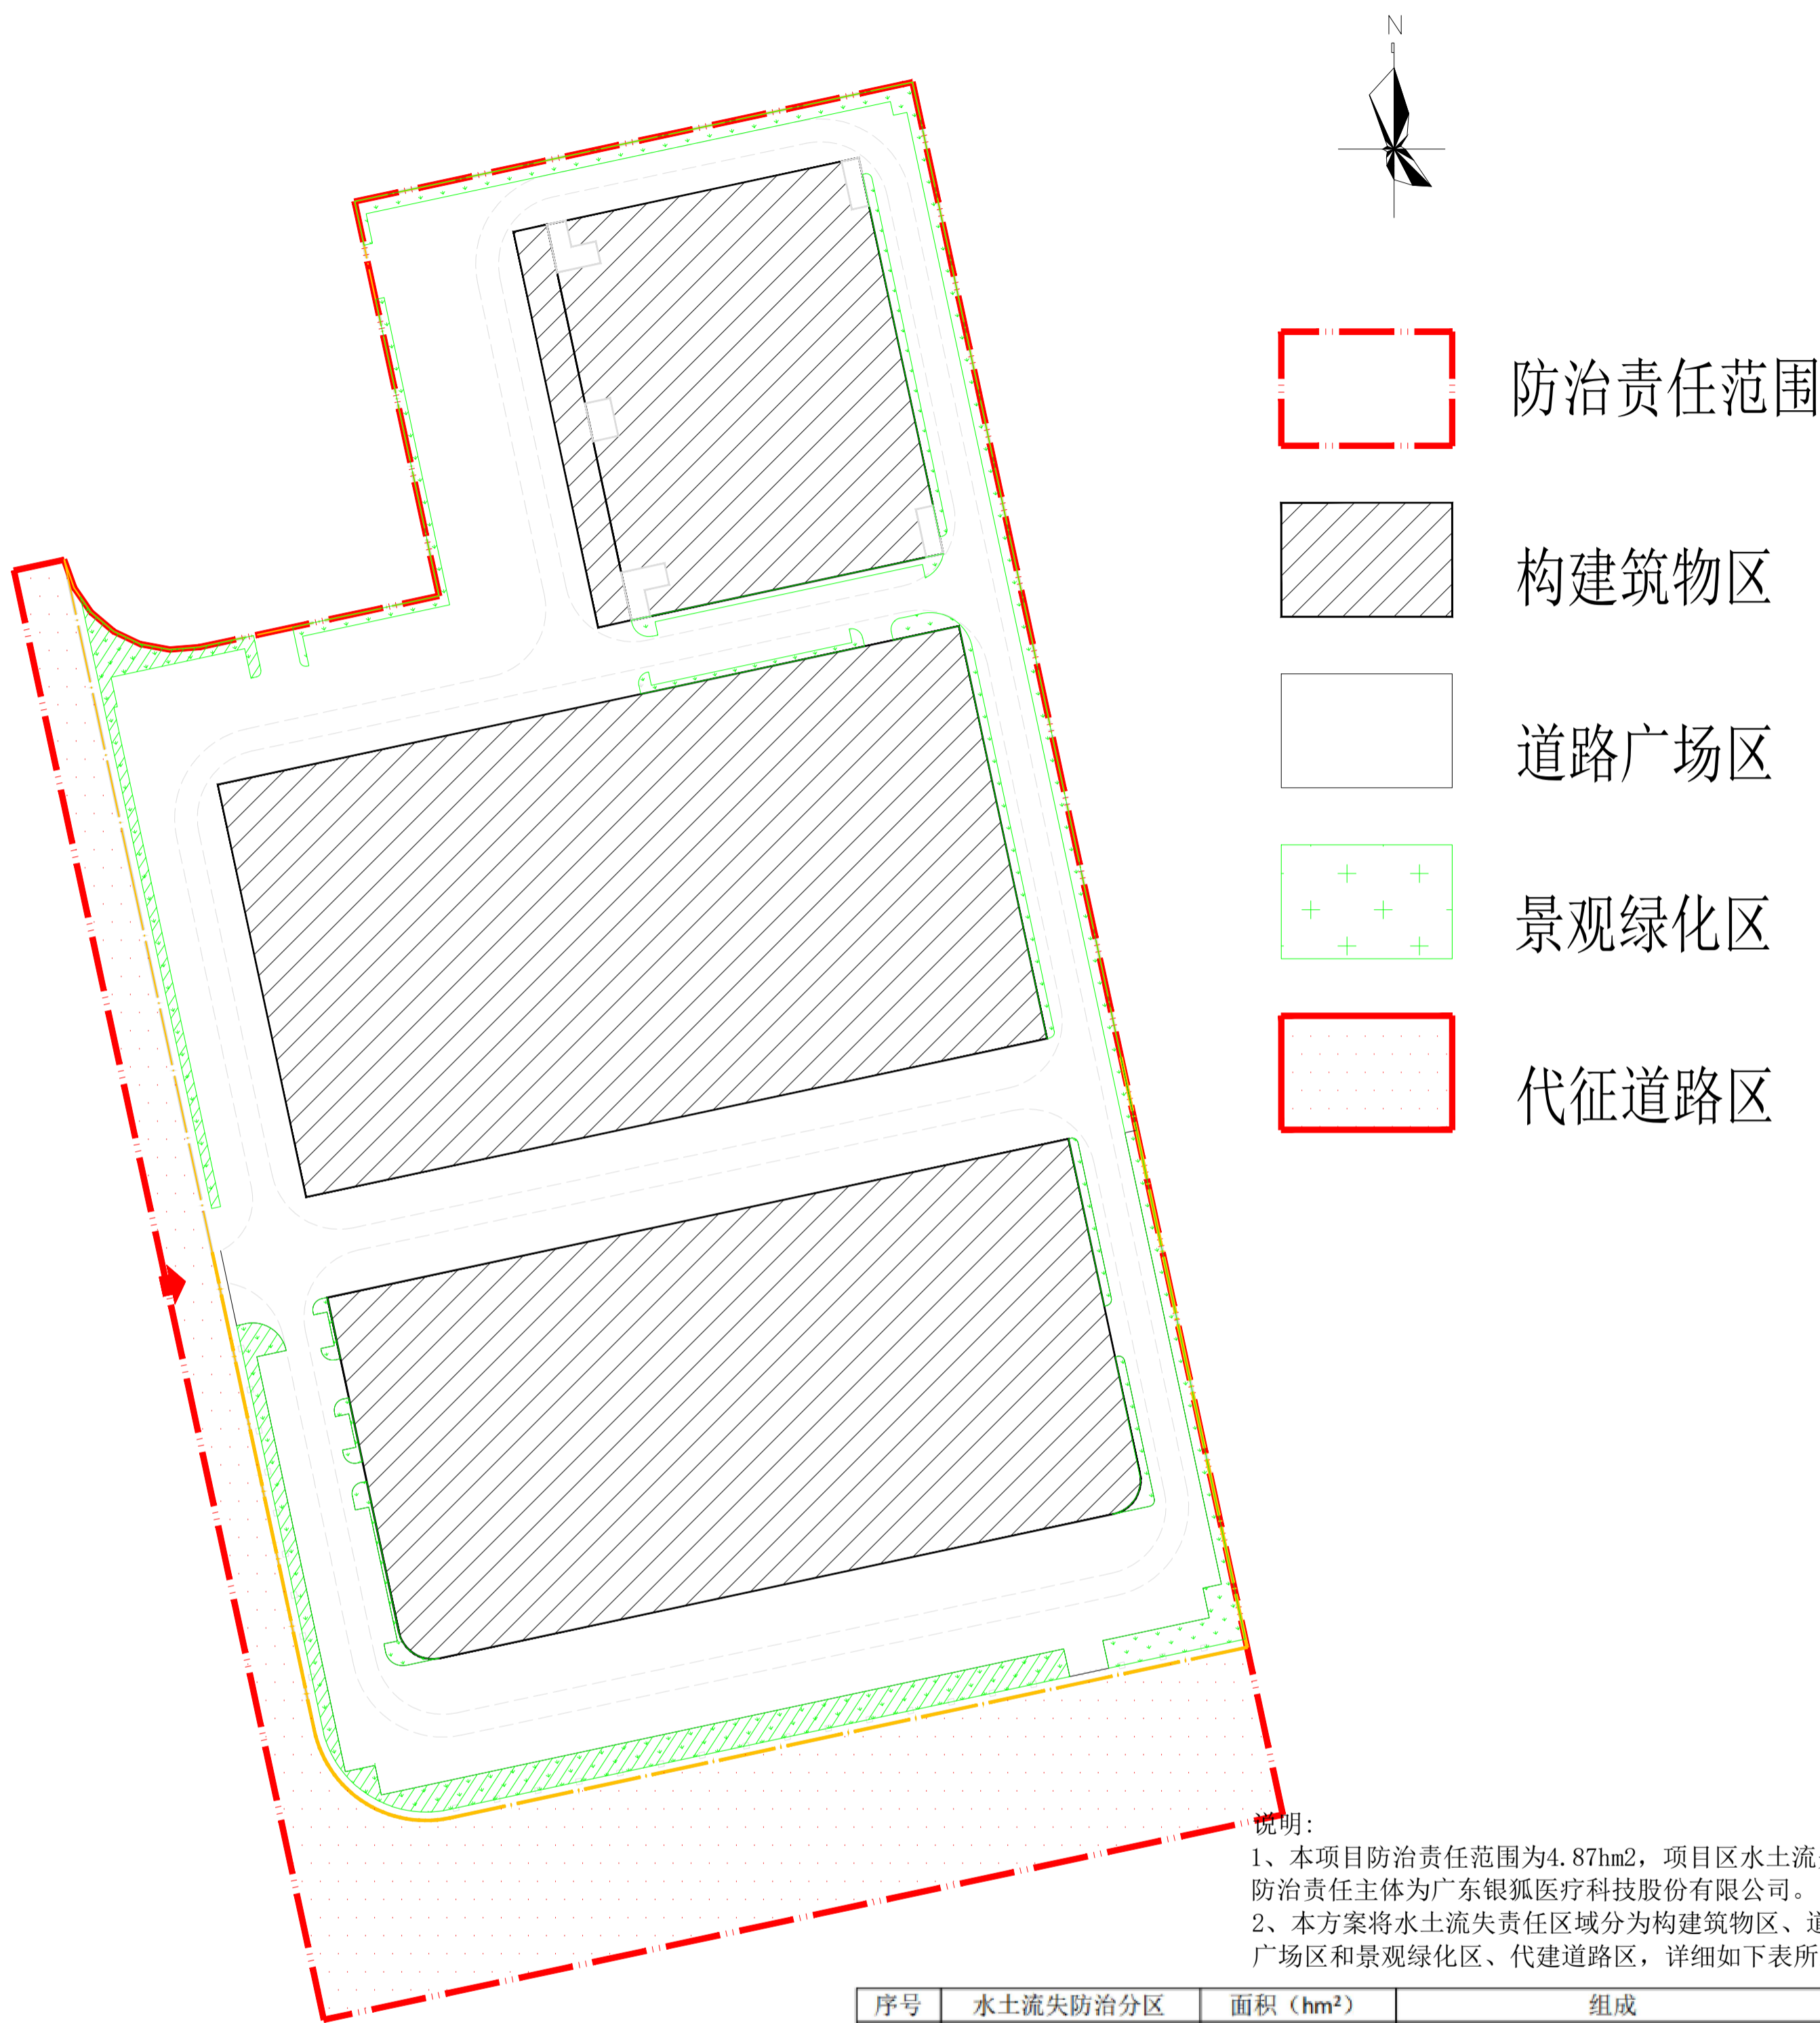 N
防治责任范围
构建筑物区
道路广场区
景观绿化区
代征道路区
说明:
1、本项目防治责任范围为4.87hm2, 项目区水土流
防治责任主体为广东银狐医疗科技股份有限公司。
2、本方案将水土流失责任区域分为构建筑物区、道
广场区和景观绿化区、代建道路区, 详细如下表所
序号 水土流失防治分区 面积（hm²） 组成